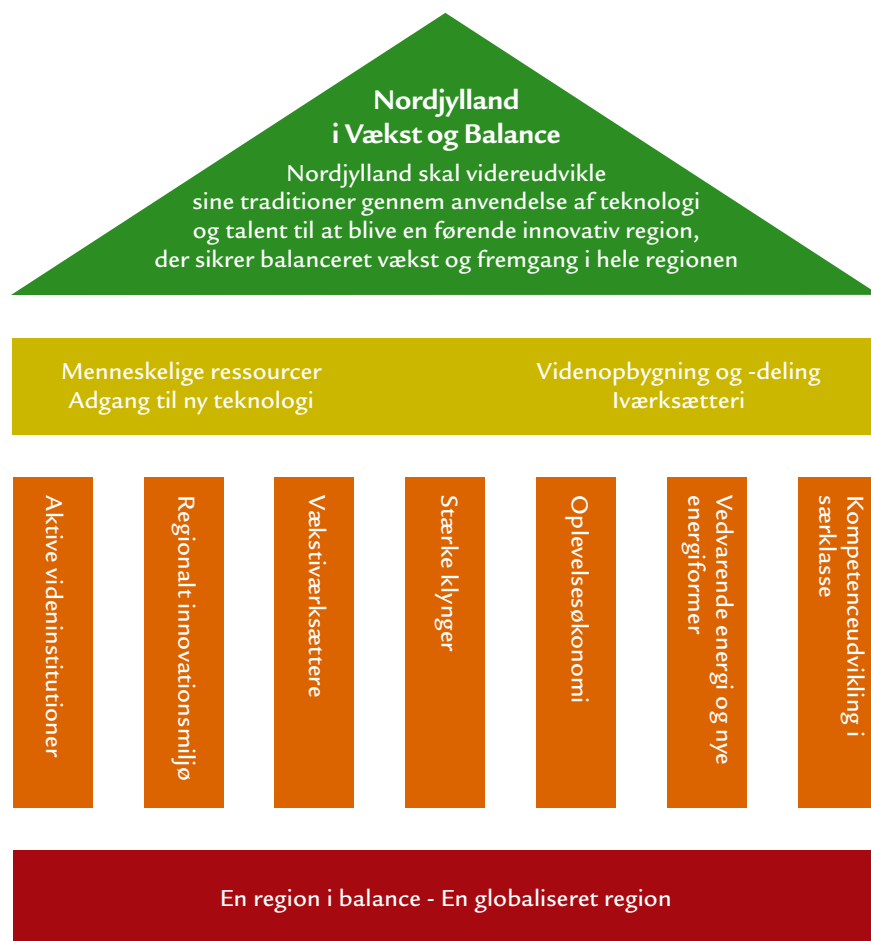 Nordjylland
i Vækst og Balance
Nordjylland skal videreudvikle
sine traditioner gennem anvendelse af teknologi
og talent til at blive en førende innovativ region,
der sikrer balanceret vækst og fremgang i hele regionen
Menneskelige ressourcer
Adgang til ny teknologi
Videnopbygning og -deling
Iværksætteri
Aktive videninstitutioner
Regionalt innovationsmiljø
Vækstiværksættere
Stærke klynger
Oplevelsesøkonomi
Vedvarende energi og nye
energiformer
Kompetenceudvikling i
særklasse
En region i balance - En globaliseret region